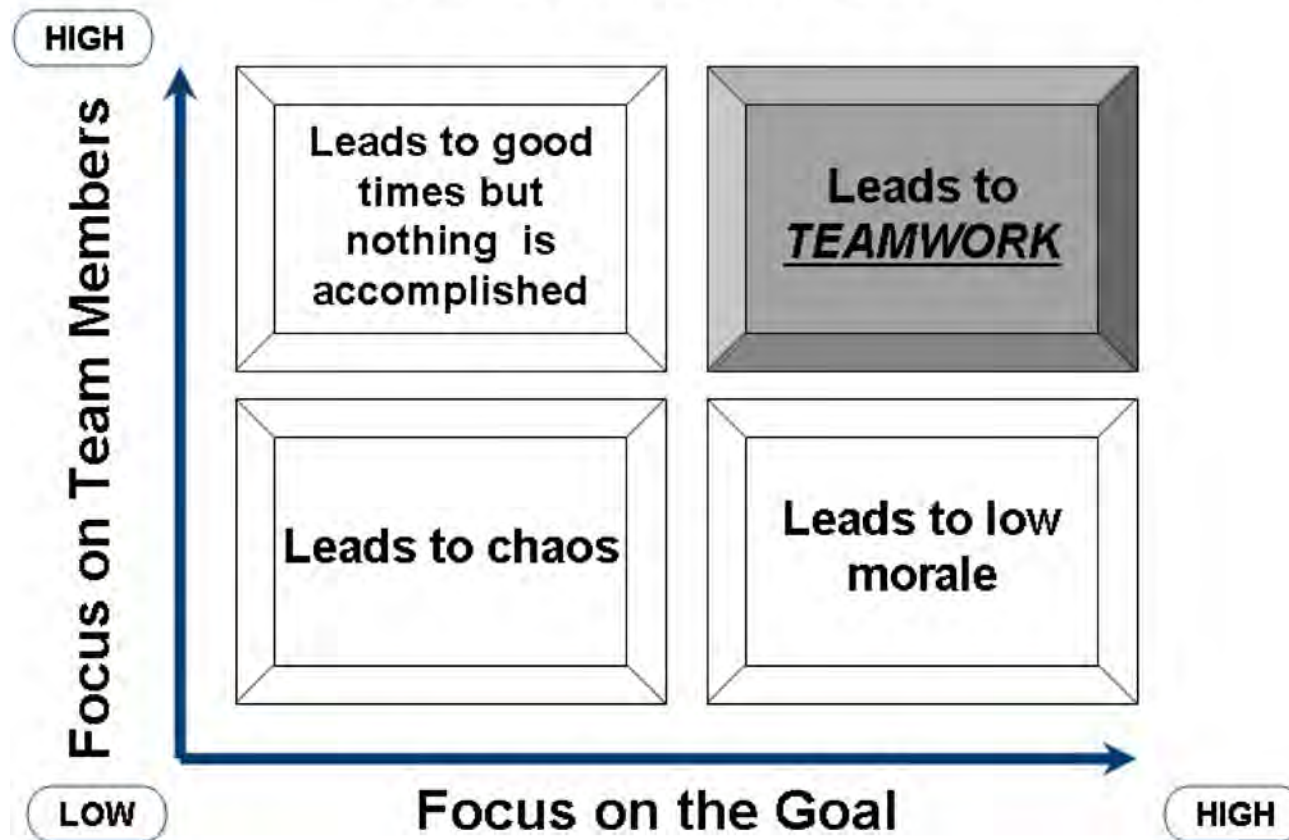 HIGH
Focus on Team Members
Leads to good
times but
nothing is
accomplished
Leads to
TEAMWORK
Leads to chaos
Leads to low
morale
LOW
Focus on the Goal
HIGH